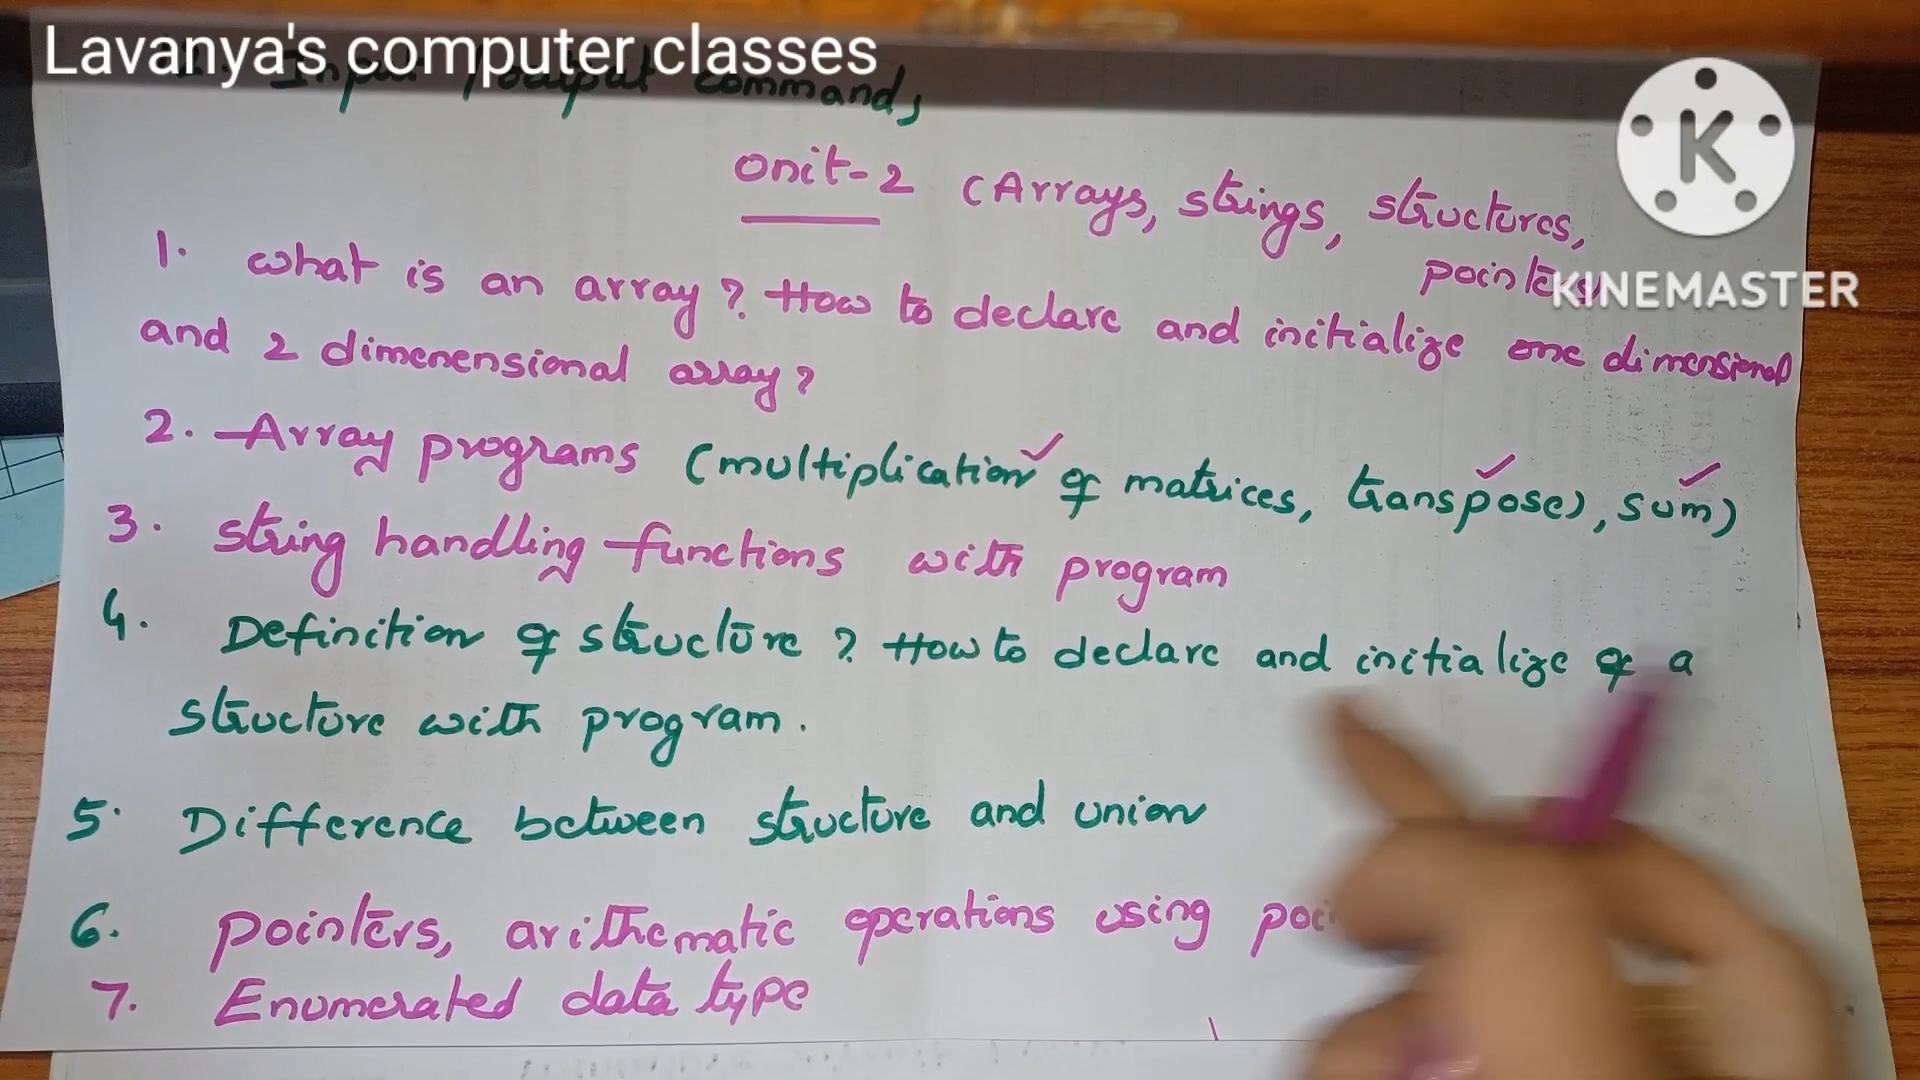 Lavanya's computer classes
Input / output commands
Unit-2 (Arrays, strings, structures,
pointers
KINEMASTER
1. what is an array? How to declare and initialize one dimensional
and 2 dimenensional array?
2. Array programs (multiplication of matrices, transpose), sum)
3. string handling functions with program
4. Definition of structure? How to declare and initialize of a
structure with program.
5. Difference between structure and union
6. pointers, arithematic operations using
7. Enumerated data type